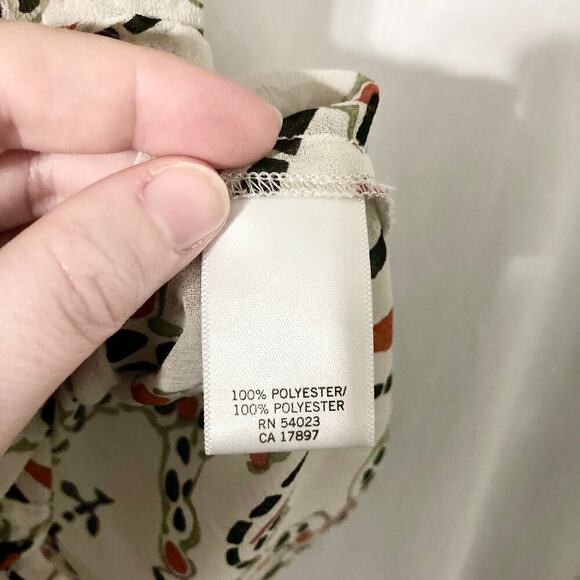 100% POLYESTER/
100% POLYESTER
RN 54023
CA 17897